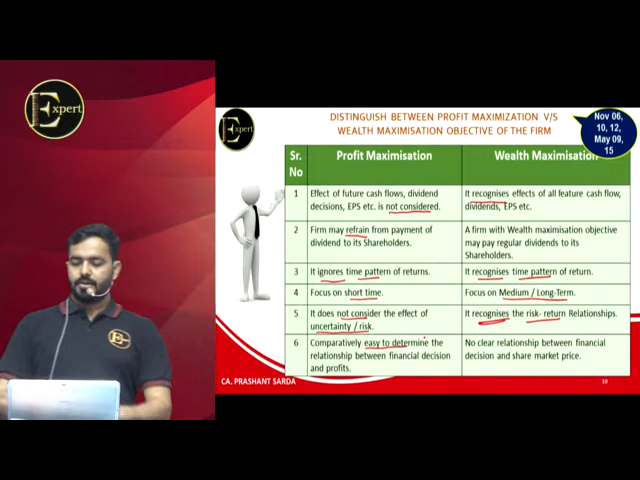 Expert
Expert
DISTINGUISH BETWEEN PROFIT MAXIMIZATION V/S
WEALTH MAXIMISATION OBJECTIVE OF THE FIRM
Nov 06,
10, 12,
May 09,
15
Sr.
No
Profit Maximisation
Wealth Maximisation
1
Effect of future cash flows, dividend
decisions, EPS etc. is not considered.
It recognises effects of all feature cash flow,
dividends, EPS etc.
2
Firm may refrain from payment of
dividend to its Shareholders.
A firm with Wealth maximisation objective
may pay regular dividends to its
Shareholders.
3
It ignores time pattern of returns.
It recognises time pattern of return.
4
Focus on short time.
Focus on Medium / Long-Term.
5
It does not consider the effect of
uncertainty / risk.
It recognises the risk- return Relationships.
6
Comparatively easy to determine the
relationship between financial decision
and profits.
No clear relationship between financial
decision and share market price.
CA. PRASHANT SARDA
10
Expert